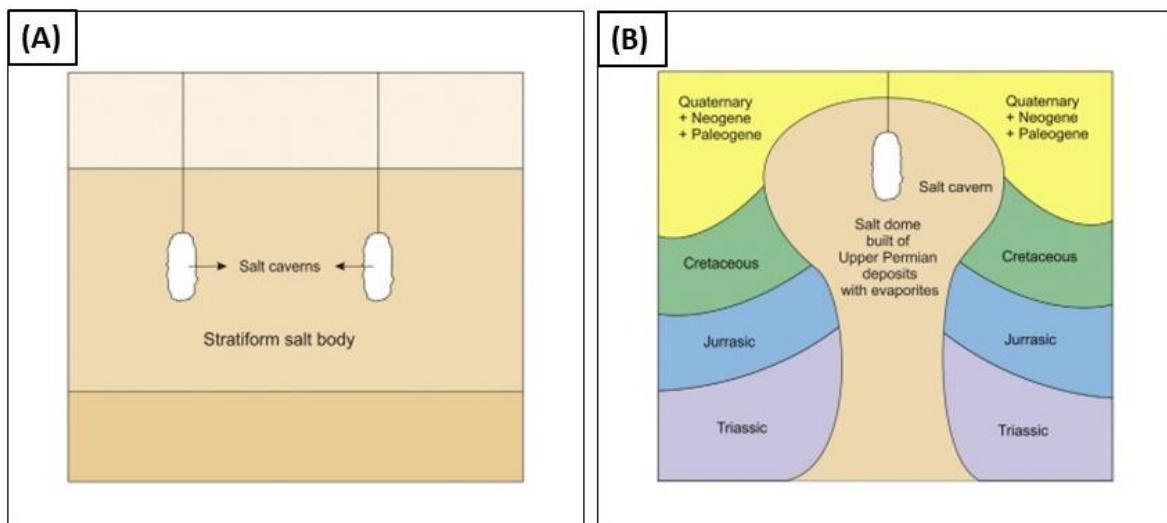 (A)
Salt caverns
Stratiform salt body
(B)
Quaternary
+ Neogene
+ Paleogene
Quaternary
+ Neogene
+ Paleogene
Salt cavern
Salt dome
built of
Upper Permian
deposits
with evaporites
Cretaceous
Cretaceous
Jurrasic
Jurrasic
Triassic
Triassic